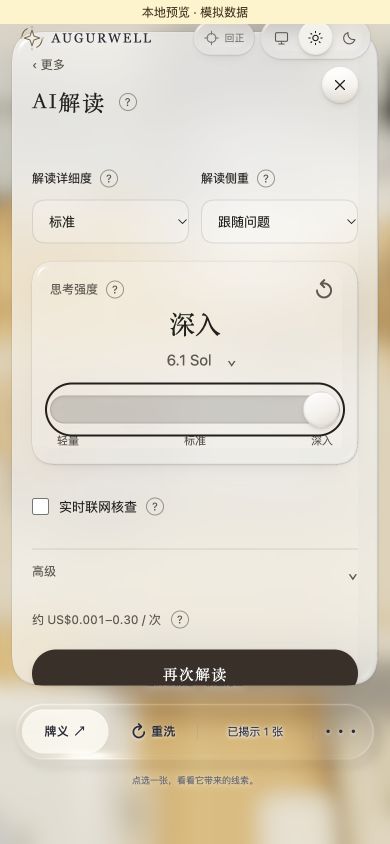 本地预览 · 模拟数据
AUGURWELL
回正
‹ 更多
AI解读 ?
解读详细度 ? 解读侧重 ?
标准 跟随问题
思考强度 ?
深入
6.1 Sol
轻量 标准 深入
实时联网核查 ?
高级
约 US$0.001–0.30 / 次 ?
再次解读
牌义 ↗ 重洗 已揭示 1 张 •••
点选一张，看看它带来的线索。